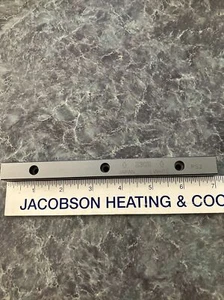 1 2 3 4 5 6 7
JACOBSON HEATING & COO